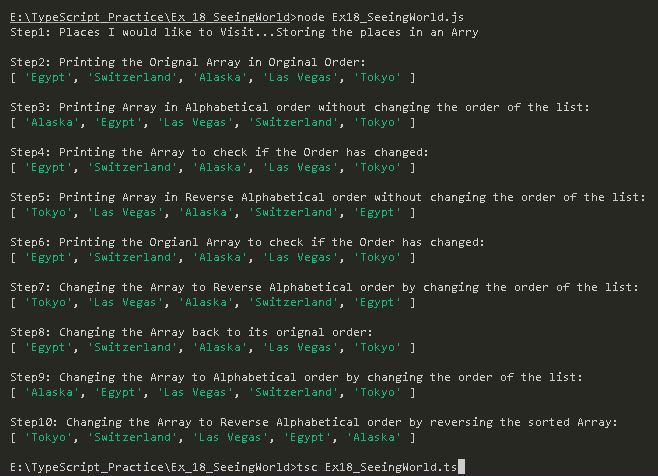 E:\TypeScript_Practice\Ex_18_SeeingWorld>node Ex18_SeeingWorld.js
Step1: Places I would like to Visit...Storing the places in an Arry
Step2: Printing the Orignal Array in Orginal Order:
[ 'Egypt', 'Switzerland', 'Alaska', 'Las Vegas', 'Tokyo' ]
Step3: Printing Array in Alphabetical order without changing the order of the list:
[ 'Alaska', 'Egypt', 'Las Vegas', 'Switzerland', 'Tokyo' ]
Step4: Printing the Array to check if the Order has changed:
[ 'Egypt', 'Switzerland', 'Alaska', 'Las Vegas', 'Tokyo' ]
Step5: Printing Array in Reverse Alphabetical order without changing the order of the list:
[ 'Tokyo', 'Las Vegas', 'Alaska', 'Switzerland', 'Egypt' ]
Step6: Printing the Orgianl Array to check if the Order has changed:
[ 'Egypt', 'Switzerland', 'Alaska', 'Las Vegas', 'Tokyo' ]
Step7: Changing the Array to Reverse Alphabetical order by changing the order of the list:
[ 'Tokyo', 'Las Vegas', 'Alaska', 'Switzerland', 'Egypt' ]
Step8: Changing the Array back to its orignal order:
[ 'Egypt', 'Switzerland', 'Alaska', 'Las Vegas', 'Tokyo' ]
Step9: Changing the Array to Alphabetical order by changing the order of the list:
[ 'Alaska', 'Egypt', 'Las Vegas', 'Switzerland', 'Tokyo' ]
Step10: Changing the Array to Reverse Alphabetical order by reversing the sorted Array:
[ 'Tokyo', 'Switzerland', 'Las Vegas', 'Egypt', 'Alaska' ]
E:\TypeScript_Practice\Ex_18_SeeingWorld>tsc Ex18_SeeingWorld.ts